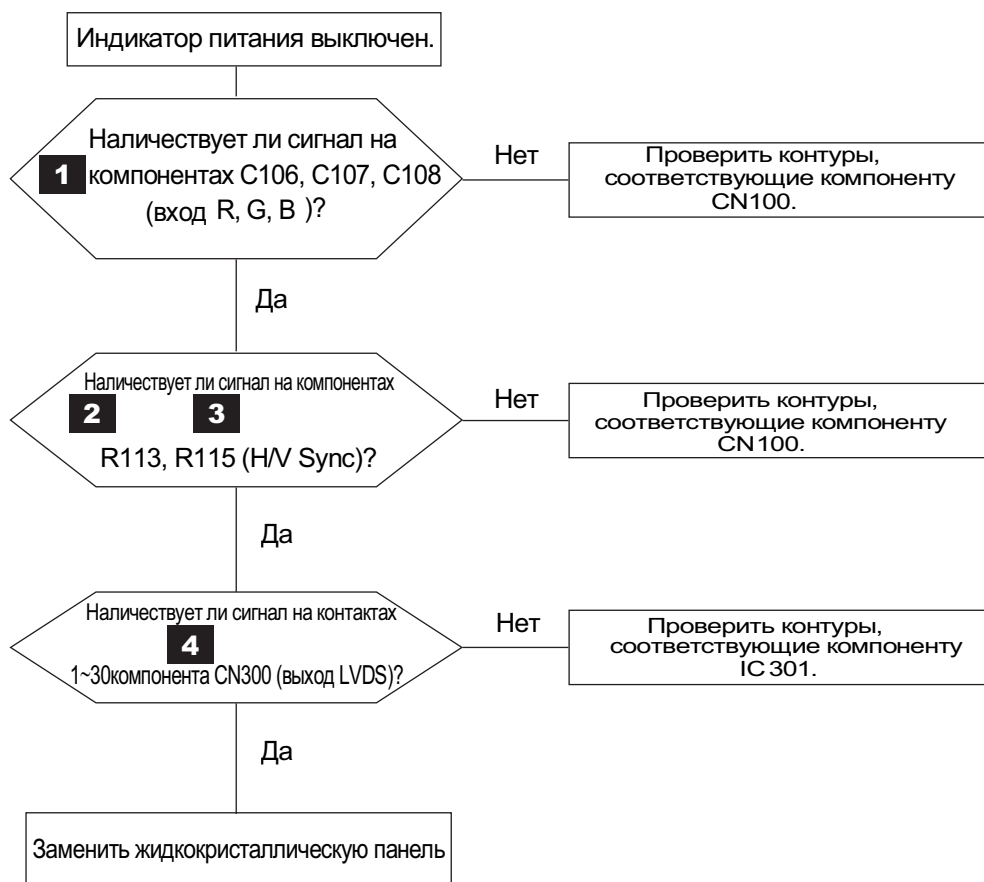 Индикатор питания выключен.
Наличествует ли сигнал на
1 компонентах C106, C107, C108
(вход R, G, B )?
Нет
Проверить контуры,
соответствующие компоненту
CN100.
Да
Наличествует ли сигнал на компонентах
2 3
R113, R115 (H/V Sync)?
Нет
Проверить контуры,
соответствующие компоненту
CN100.
Да
Наличествует ли сигнал на контактах
4
1~30компонента CN300 (выход LVDS)?
Нет
Проверить контуры,
соответствующие компоненту
IC 301.
Да
Заменить жидкокристаллическую панель